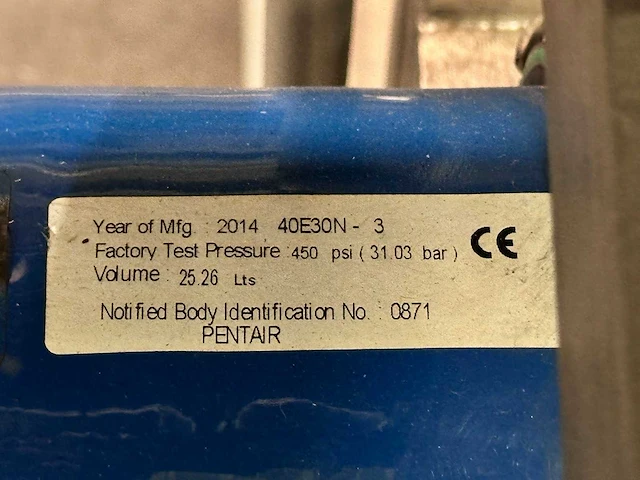 Year of Mfg. : 2014 40E30N - 3
Factory Test Pressure : 450 psi ( 31.03 bar ) CE
Volume : 25.26 Lts
Notified Body Identification No. : 0871
PENTAIR